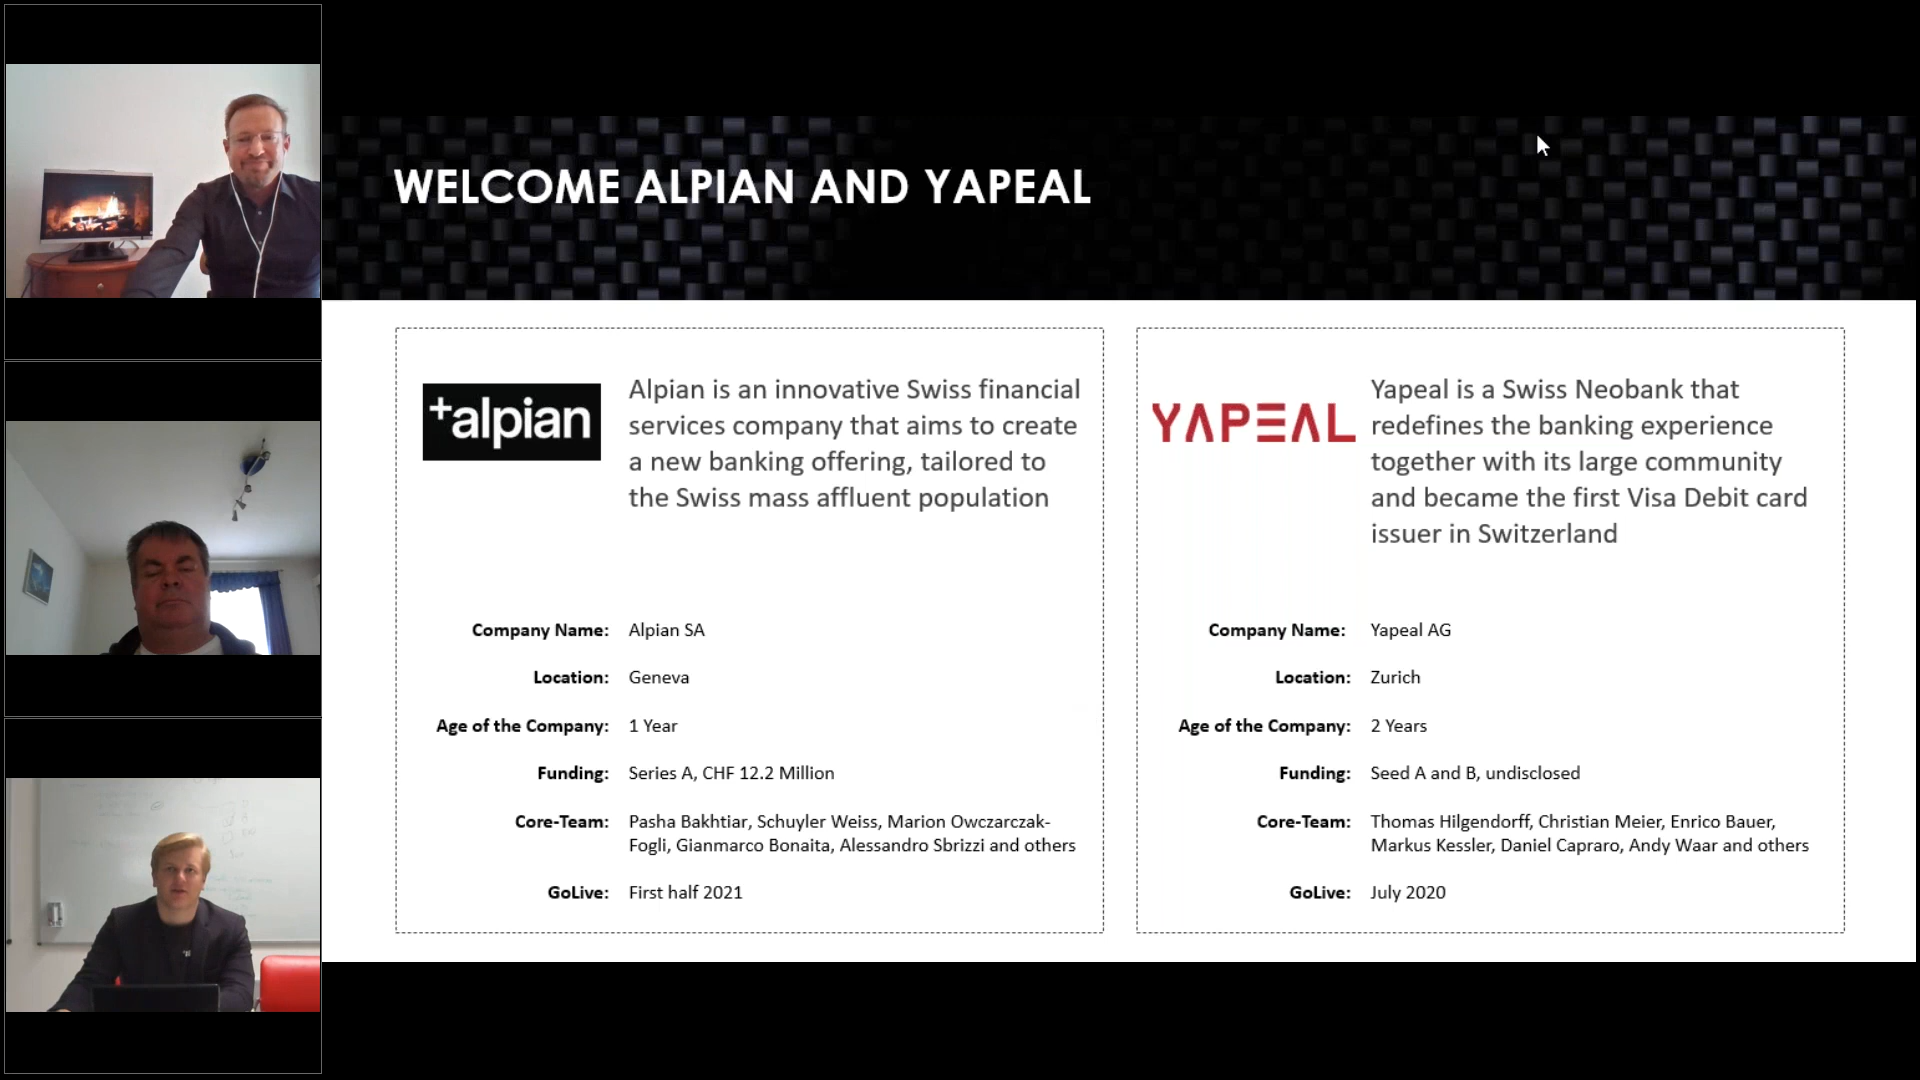 WELCOME ALPIAN AND YAPEAL
+alpian
Alpian is an innovative Swiss financial
services company that aims to create
a new banking offering, tailored to
the Swiss mass affluent population
Company Name: Alpian SA
Location: Geneva
Age of the Company: 1 Year
Funding: Series A, CHF 12.2 Million
Core-Team: Pasha Bakhtiar, Schuyler Weiss, Marion Owczarczak-
Fogli, Gianmarco Bonaita, Alessandro Sbrizzi and others
GoLive: First half 2021
YAPEAL
Yapeal is a Swiss Neobank that
redefines the banking experience
together with its large community
and became the first Visa Debit card
issuer in Switzerland
Company Name: Yapeal AG
Location: Zurich
Age of the Company: 2 Years
Funding: Seed A and B, undisclosed
Core-Team: Thomas Hilgendorff, Christian Meier, Enrico Bauer,
Markus Kessler, Daniel Capraro, Andy Waar and others
GoLive: July 2020